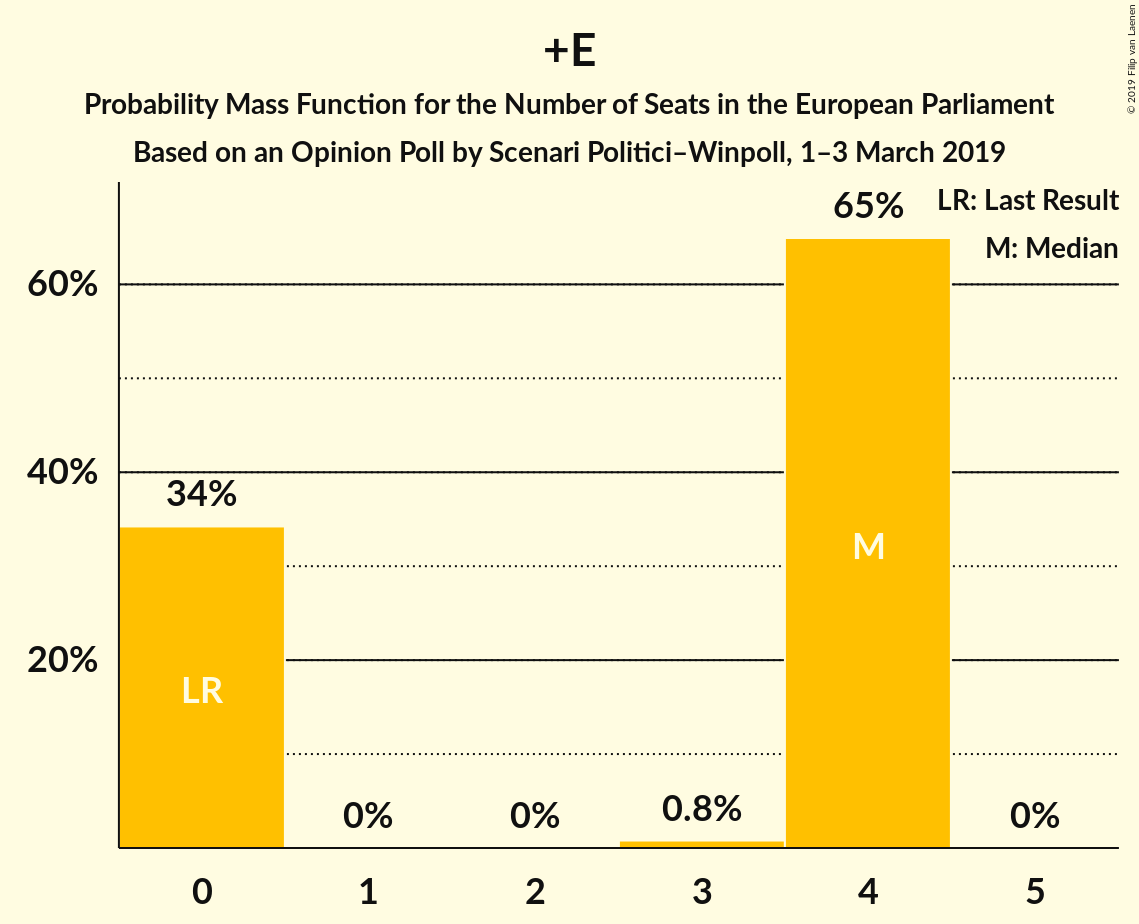 +E
Probability Mass Function for the Number of Seats in the European Parliament
Based on an Opinion Poll by Scenari Politici–Winpoll, 1–3 March 2019
© 2019 Filip van Laenen
LR: Last Result
M: Median
60%
40%
20%
34%
0%
0%
0.8%
65%
0%
LR
M
0 1 2 3 4 5